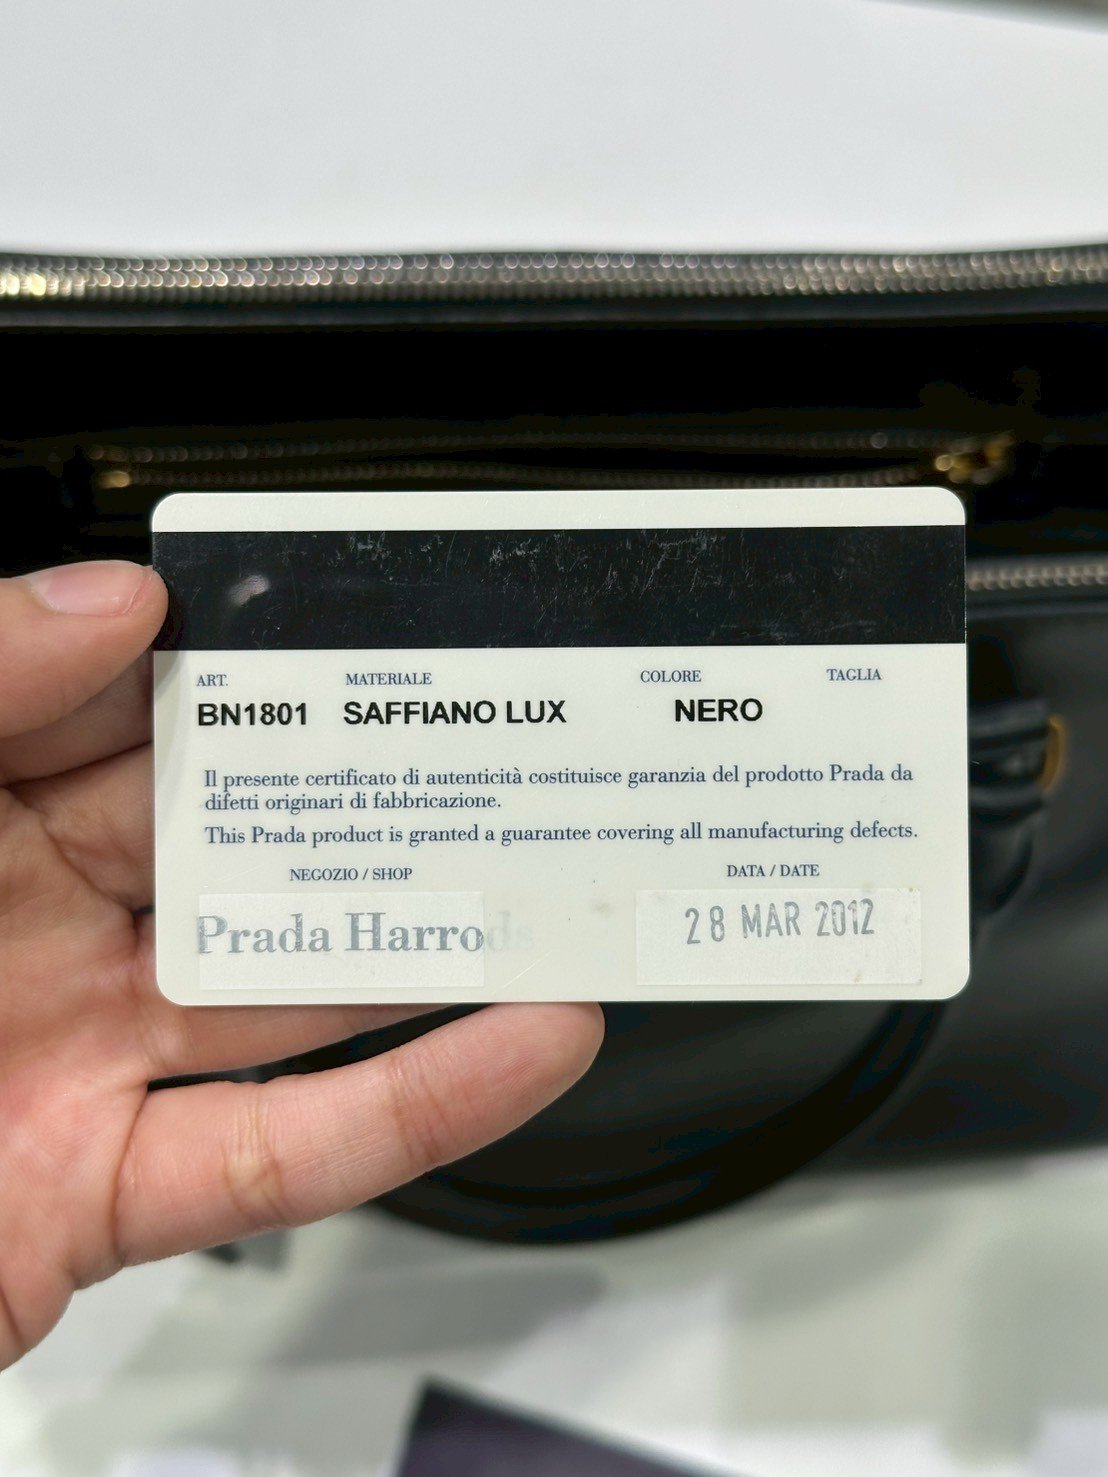 ART. MATERIALE COLORE TAGLIA
BN1801 SAFFIANO LUX NERO
Il presente certificato di autenticità costituisce garanzia del prodotto Prada da
difetti originari di fabbricazione.
This Prada product is granted a guarantee covering all manufacturing defects.
NEGOZIO / SHOP DATA / DATE
Prada Harrods 28 MAR 2012